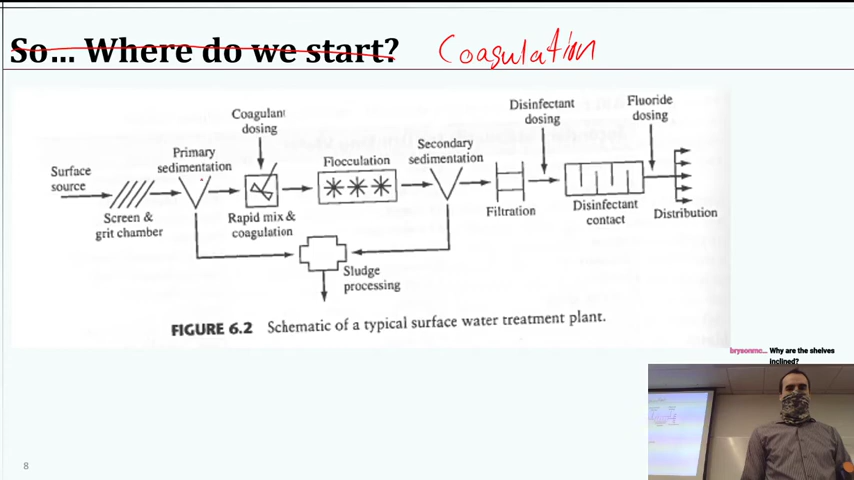 So... Where do we start? Coagulation
Coagulant
dosing
Disinfectant
dosing
Fluoride
dosing
Primary
sedimentation
Flocculation
Secondary
sedimentation
Surface
source
Screen &
grit chamber
Rapid mix &
coagulation
Filtration
Disinfectant
contact
Distribution
Sludge
processing
FIGURE 6.2 Schematic of a typical surface water treatment plant.
brysonmc... Why are the shelves
inclined?
8